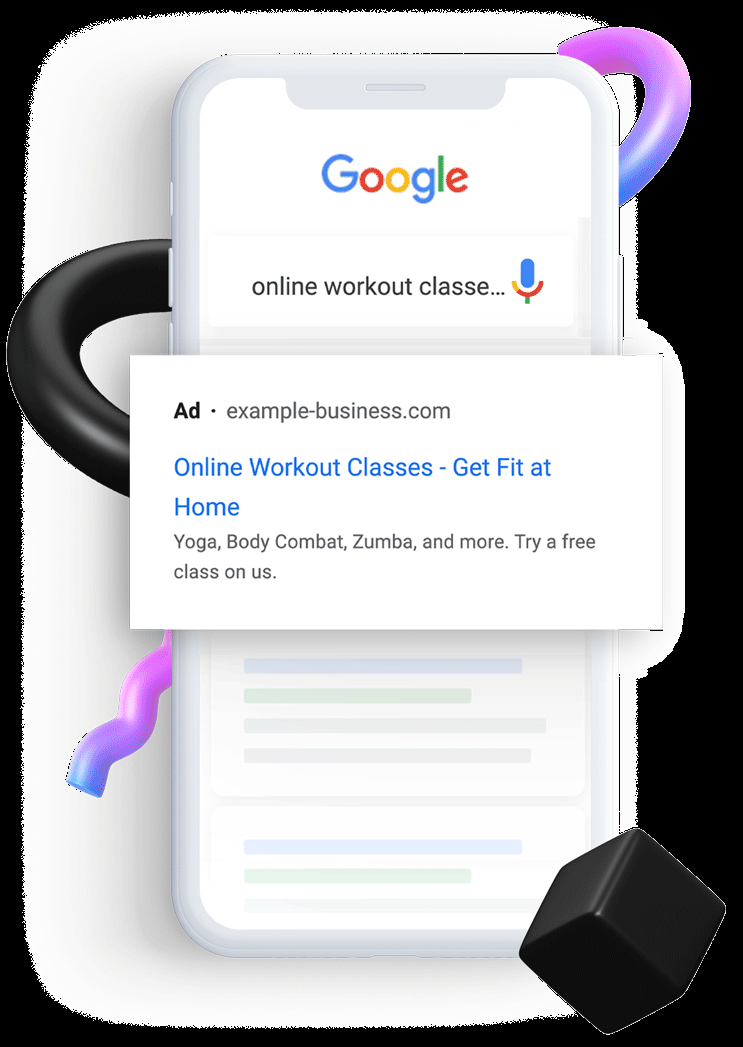 Google
online workout classe...
Ad · example-business.com
Online Workout Classes - Get Fit at
Home
Yoga, Body Combat, Zumba, and more. Try a free
class on us.